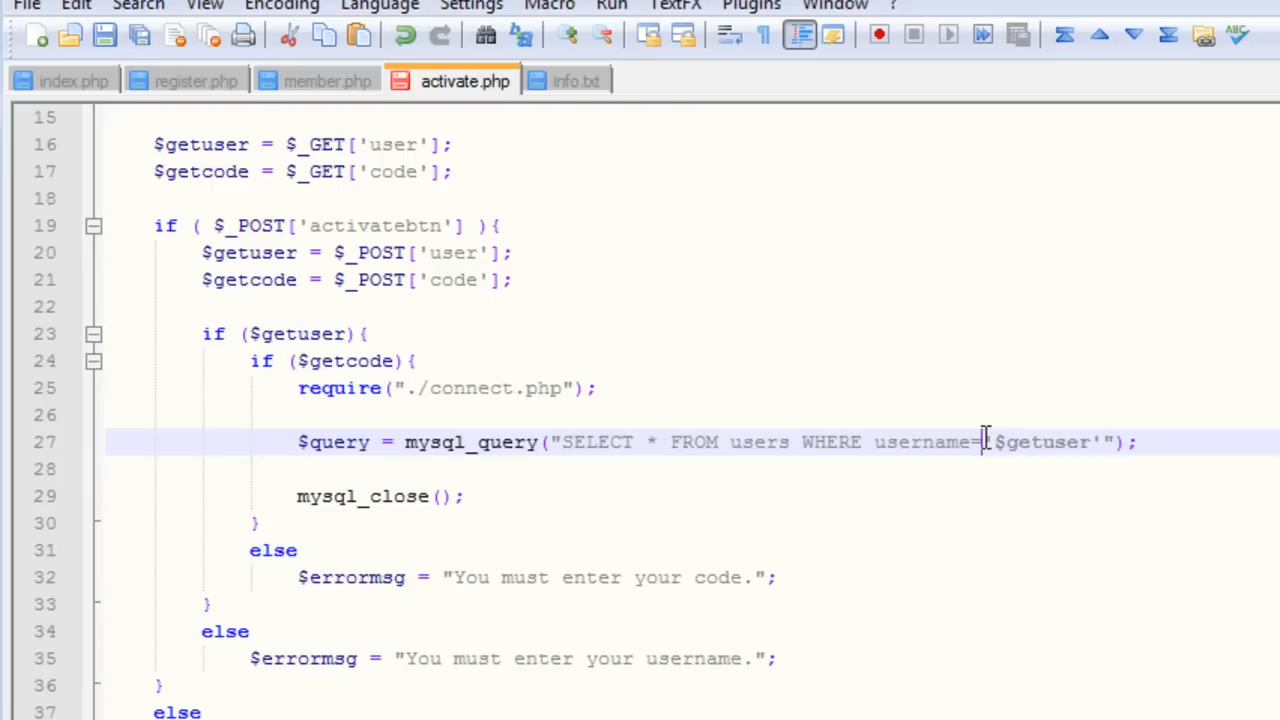 File Edit Search View Encoding Language Settings Macro Run TextFX Plugins Window ?
ABC
index.php register.php member.php activate.php info.txt
15
16 $getuser = $_GET['user'];
17 $getcode = $_GET['code'];
18
19 if ( $_POST['activatebtn'] ){
20 $getuser = $_POST['user'];
21 $getcode = $_POST['code'];
22
23 if ($getuser){
24 if ($getcode){
25 require("./connect.php");
26
27 $query = mysql_query("SELECT * FROM users WHERE username='$getuser'");
28
29 mysql_close();
30 }
31 else
32 $errormsg = "You must enter your code.";
33 }
34 else
35 $errormsg = "You must enter your username.";
36 }
37 else